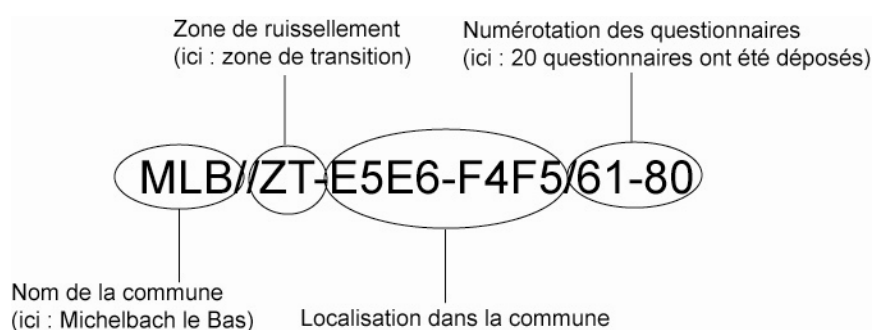 Zone de ruissellement
(ici : zone de transition)
Numérotation des questionnaires
(ici : 20 questionnaires ont été déposés)
MLB//ZT-E5E6-F4F5/61-80
Nom de la commune
(ici : Michelbach le Bas)
Localisation dans la commune